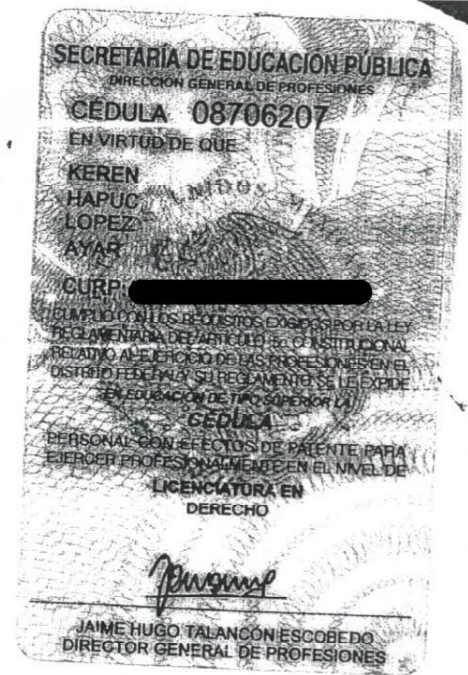 SECRETARÍA DE EDUCACIÓN PÚBLICA
DIRECCIÓN GENERAL DE PROFESIONES
CÉDULA 08706207
EN VIRTUD DE QUE
KEREN
HAPUC
LOPEZ
AYAR
UNIDOS
CURP:
CUMPLIÓ CON LOS REQUISITOS EXIGIDOS POR LA LEY
REGLAMENTARIA DEL ARTÍCULO 5o. CONSTITUCIONAL
RELATIVO AL EJERCICIO DE LAS PROFESIONES EN EL
DISTRITO FEDERAL Y SU REGLAMENTO SE LE EXPIDE
EN EDUCACIÓN DE TIPO SUPERIOR LA
CÉDULA
PERSONAL CON EFECTOS DE PATENTE PARA
EJERCER PROFESIONALMENTE EN EL NIVEL DE
LICENCIATURA EN
DERECHO
JAIME HUGO TALANCÓN ESCOBEDO
DIRECTOR GENERAL DE PROFESIONES